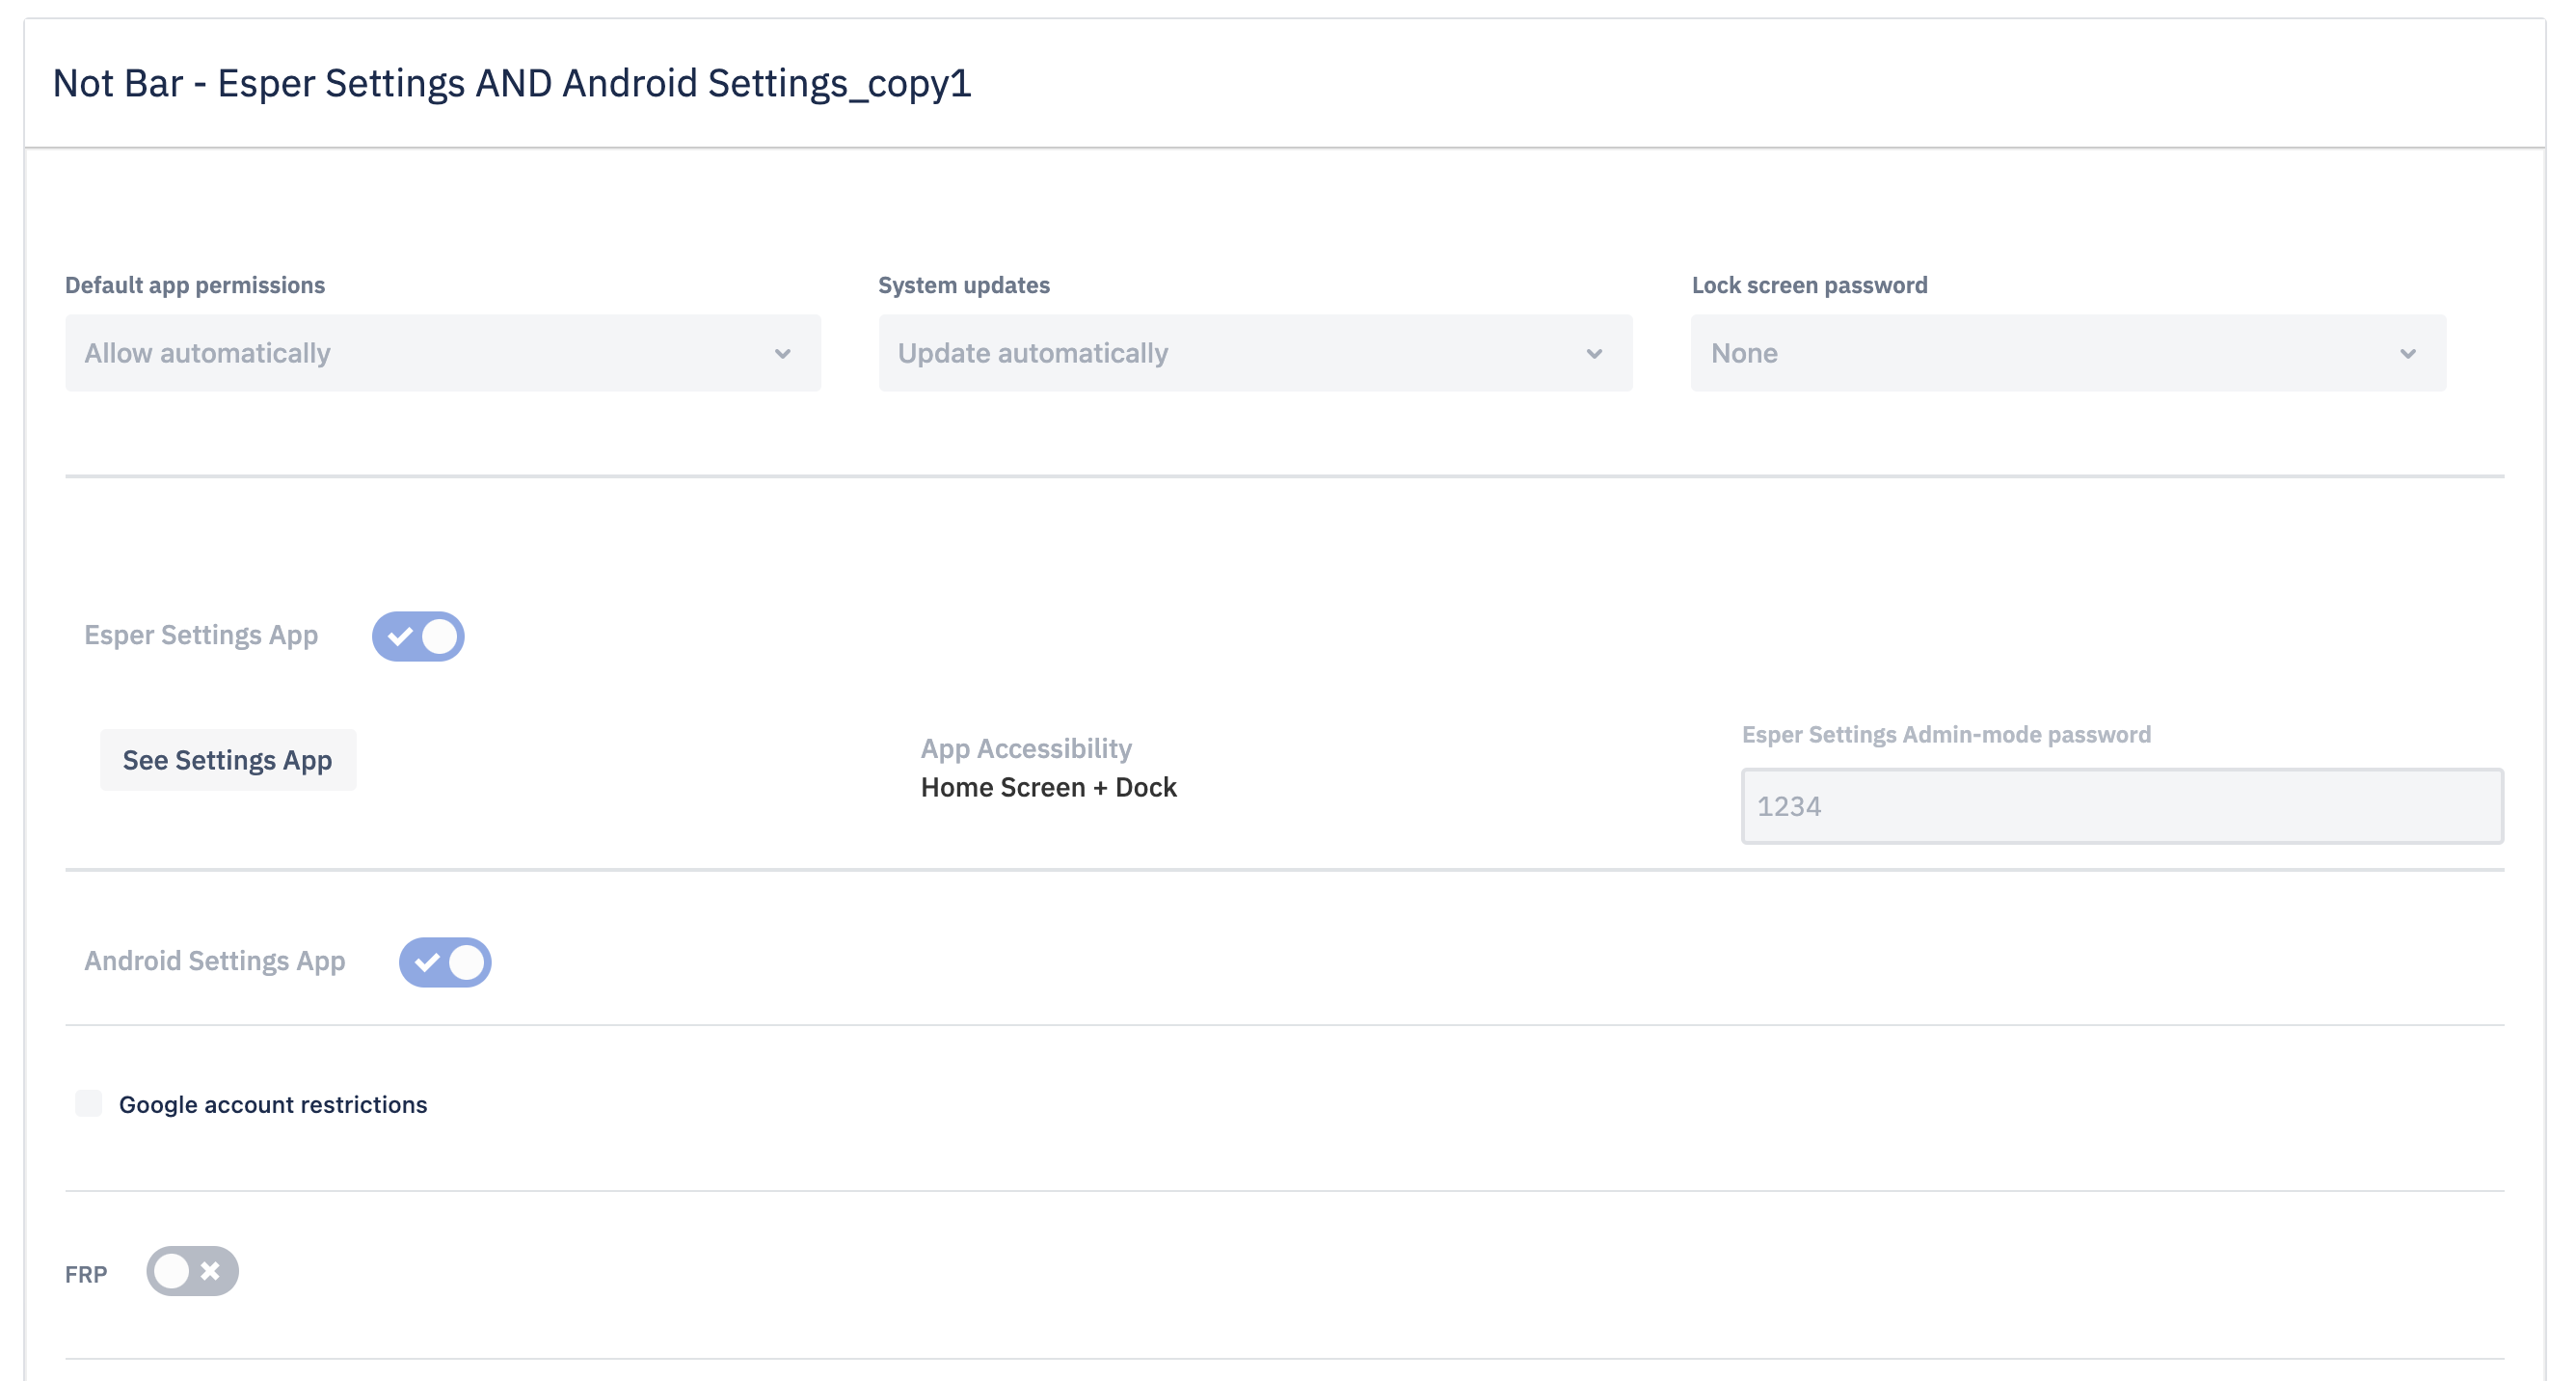 Not Bar - Esper Settings AND Android Settings_copy1
Default app permissions
System updates
Lock screen password
Allow automatically
Update automatically
None
Esper Settings App
See Settings App
App Accessibility
Home Screen + Dock
Esper Settings Admin-mode password
1234
Android Settings App
Google account restrictions
FRP